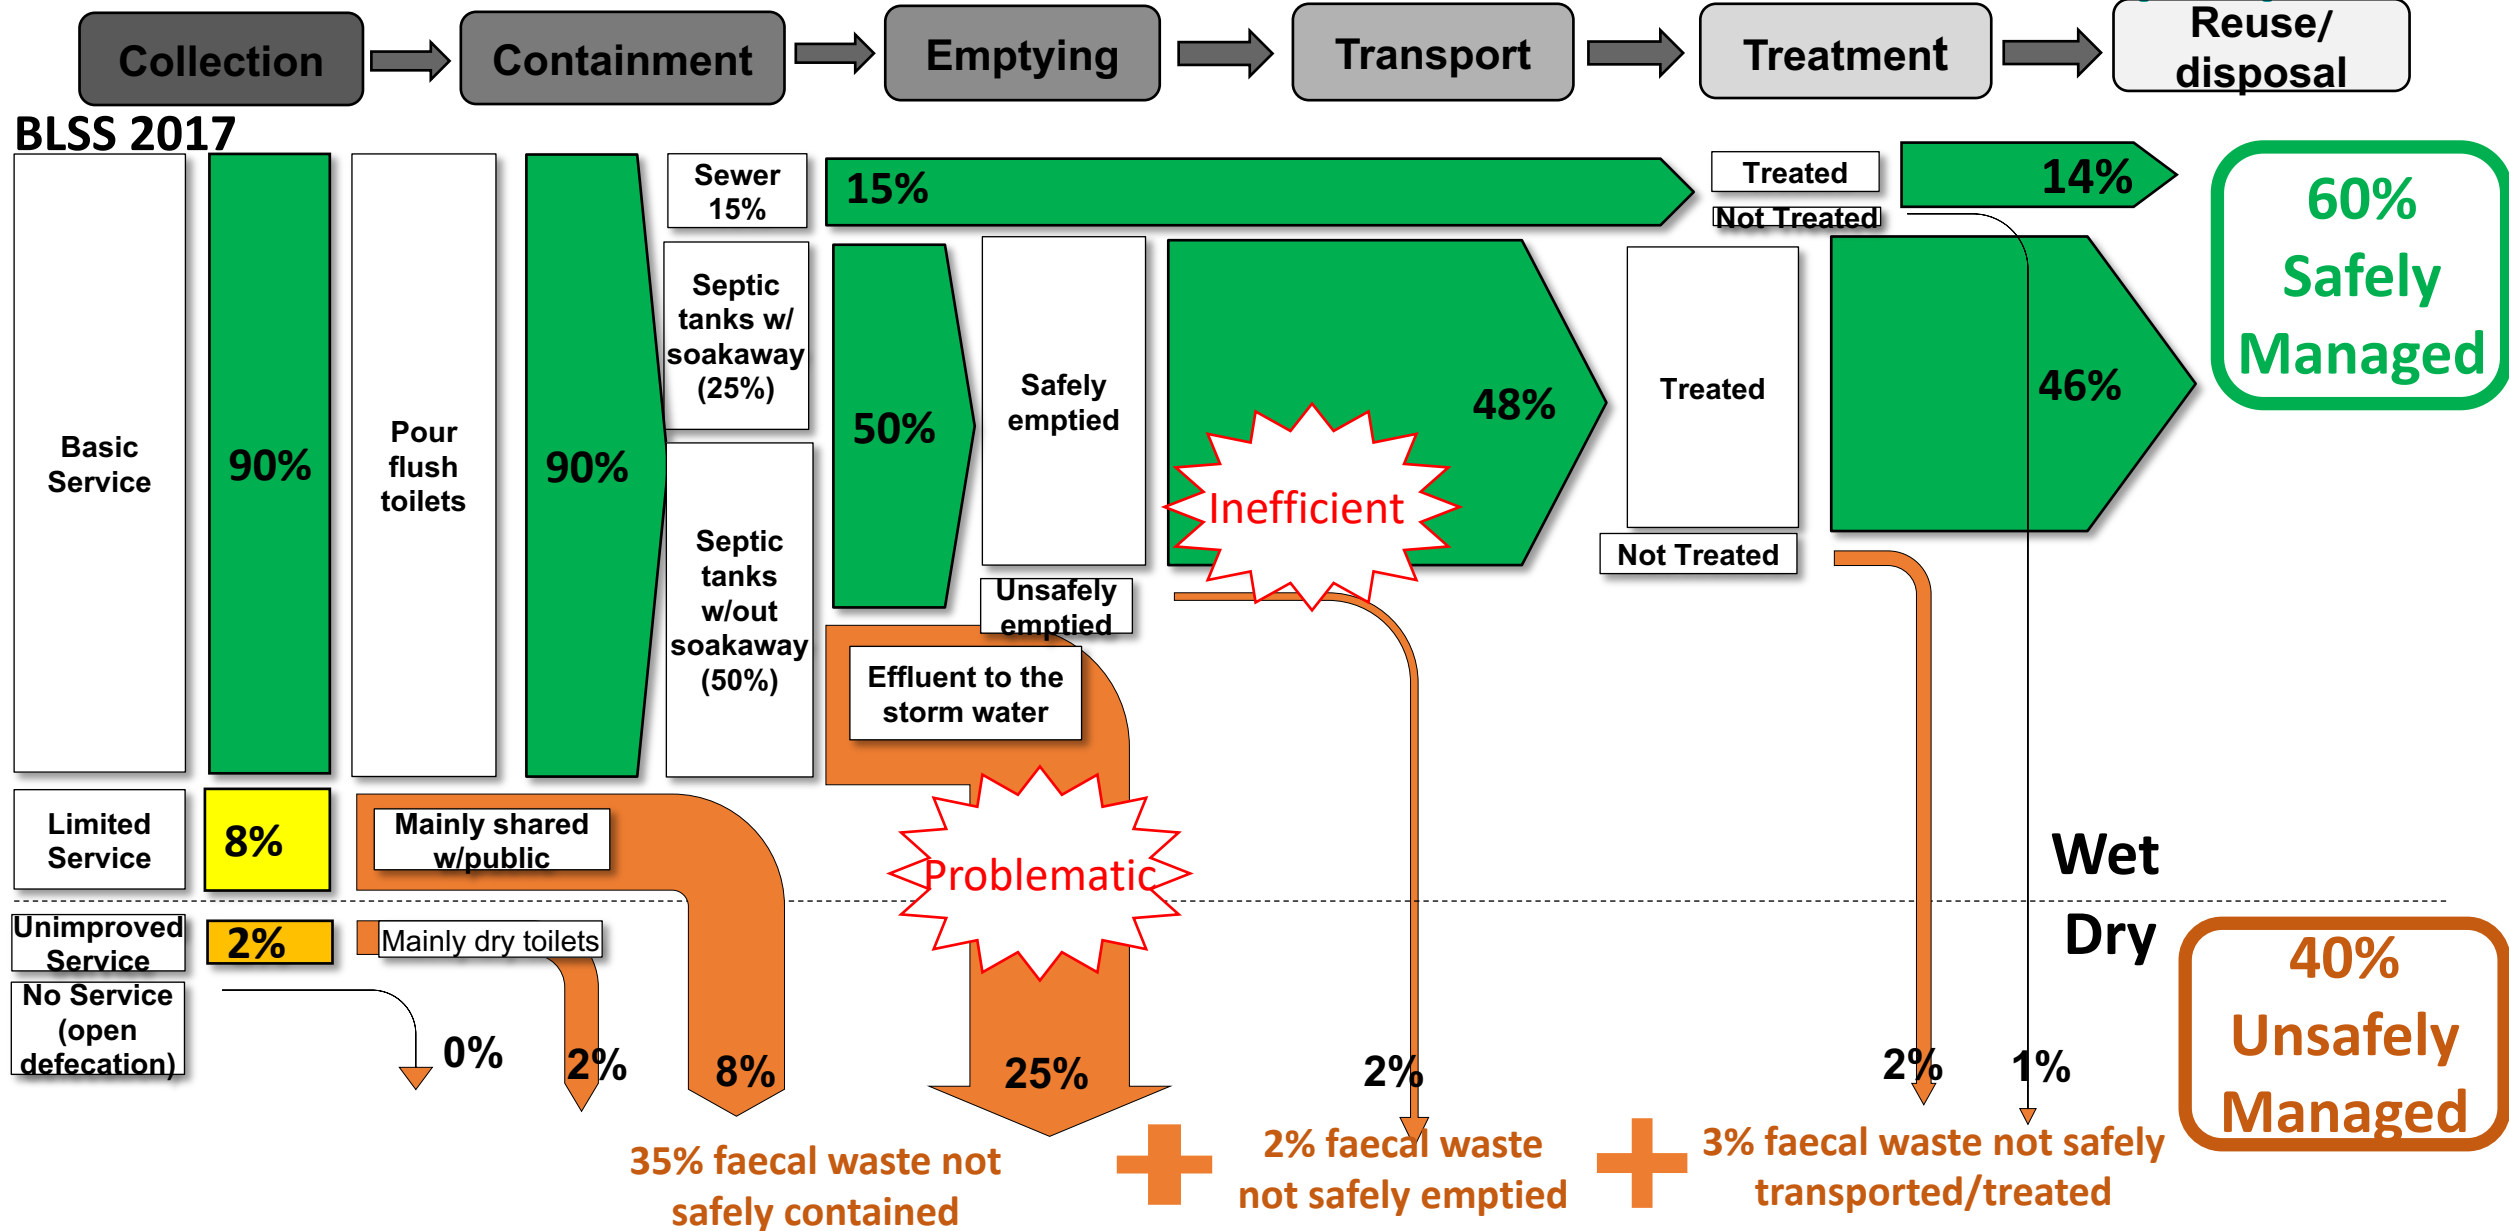 Collection
Containment
Emptying
Transport
Treatment
Reuse/
disposal
BLSS 2017
Basic
Service
90%
Pour
flush
toilets
90%
Sewer
15%
15%
Treated
Not Treated
14%
60%
Safely
Managed
Septic
tanks w/
soakaway
(25%)
50%
Safely
emptied
48%
Inefficient
Treated
Not Treated
46%
Septic
tanks
w/out
soakaway
(50%)
Unsafely
emptied
Effluent to the
storm water
Limited
Service
8%
Mainly shared
w/public
Problematic
Wet
Dry
Unimproved
Service
2%
Mainly dry toilets
No Service
(open
defecation)
0%
2%
8%
25%
2%
2%
1%
40%
Unsafely
Managed
35% faecal waste not
safely contained
2% faecal waste
not safely emptied
3% faecal waste not safely
transported/treated